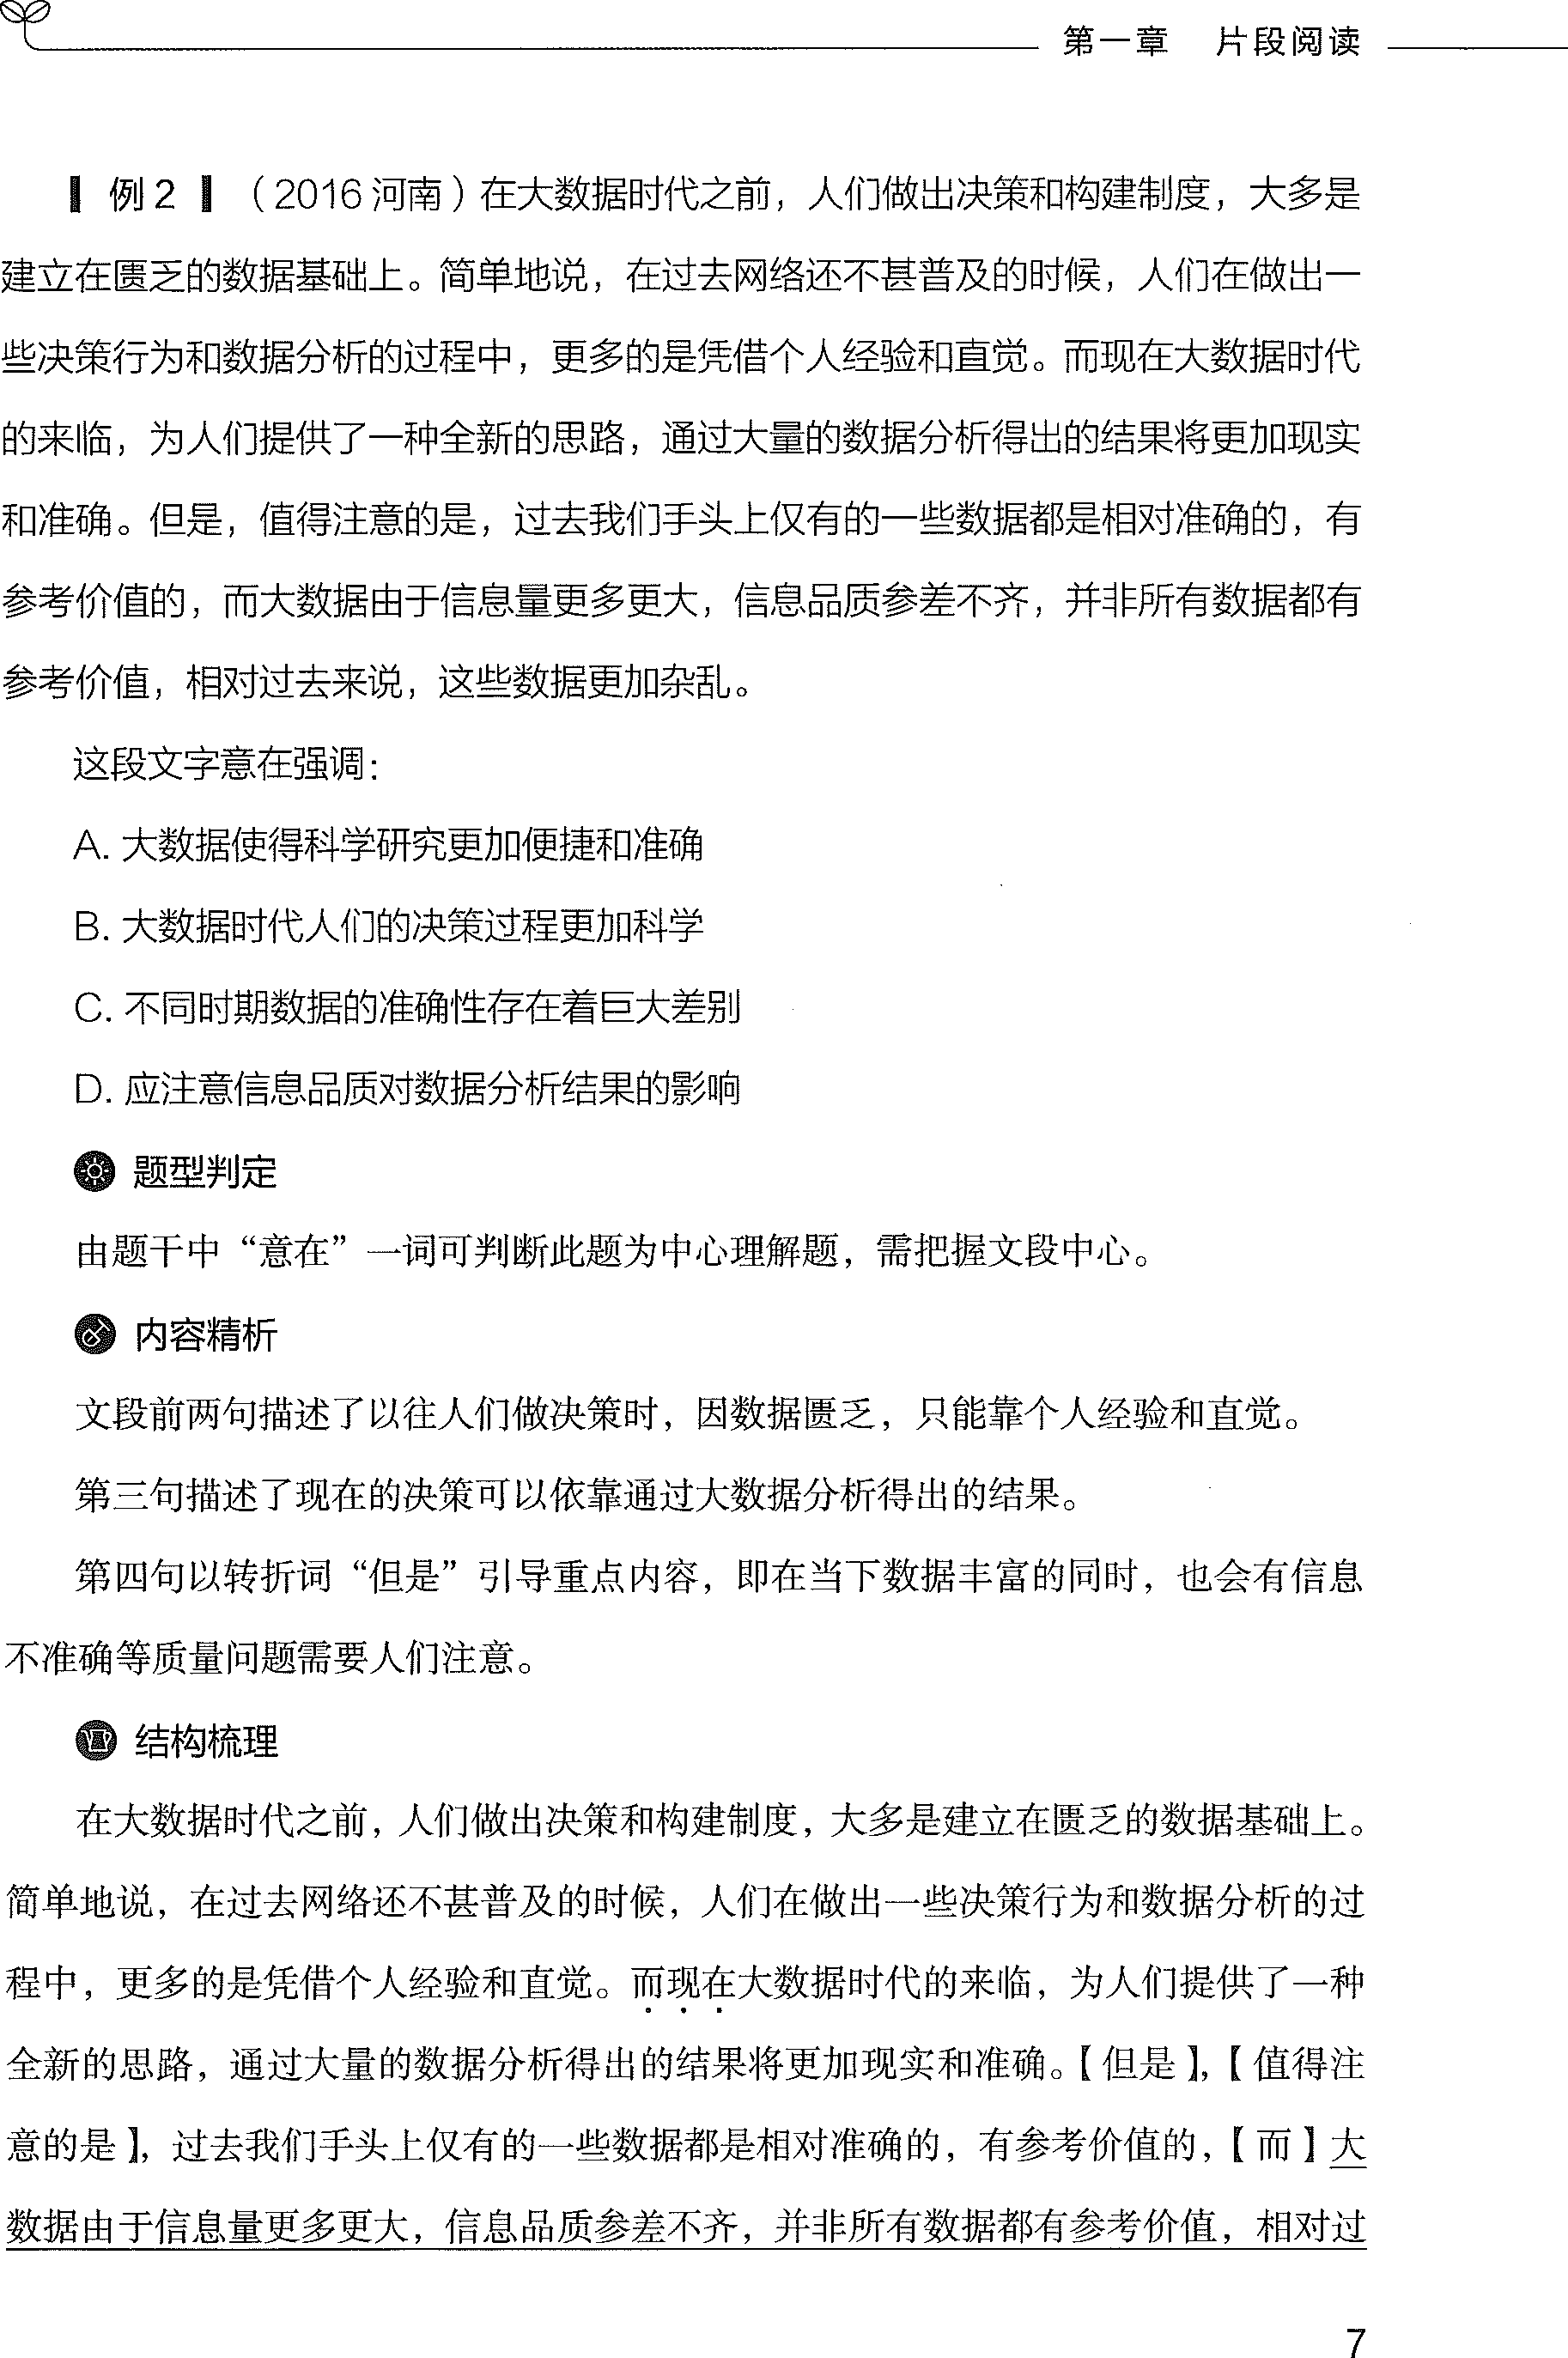 第一章 片段阅读
例2 （2016河南）在大数据时代之前，人们做出决策和构建制度，大多是
建立在匮乏的数据基础上。简单地说，在过去网络还不甚普及的时候，人们在做出一
些决策行为和数据分析的过程中，更多的是凭借个人经验和直觉。而现在大数据时代
的来临，为人们提供了一种全新的思路，通过大量的数据分析得出的结果将更加现实
和准确。但是，值得注意的是，过去我们手头上仅有的一些数据都是相对准确的，有
参考价值的，而大数据由于信息量更多更大，信息品质参差不齐，并非所有数据都有
参考价值，相对过去来说，这些数据更加杂乱。
这段文字意在强调：
A. 大数据使得科学研究更加便捷和准确
B. 大数据时代人们的决策过程更加科学
C. 不同时期数据的准确性存在着巨大差别
D. 应注意信息品质对数据分析结果的影响
题型判定
由题干中“意在”一词可判断此题为中心理解题，需把握文段中心。
内容精析
文段前两句描述了以往人们做决策时，因数据匮乏，只能靠个人经验和直觉。
第三句描述了现在的决策可以依靠通过大数据分析得出的结果。
第四句以转折词“但是”引导重点内容，即在当下数据丰富的同时，也会有信息
不准确等质量问题需要人们注意。
结构梳理
在大数据时代之前，人们做出决策和构建制度，大多是建立在匮乏的数据基础上。
简单地说，在过去网络还不甚普及的时候，人们在做出一些决策行为和数据分析的过
程中，更多的是凭借个人经验和直觉。而现在大数据时代的来临，为人们提供了一种
全新的思路，通过大量的数据分析得出的结果将更加现实和准确。【但是】，【值得注
意的是】，过去我们手头上仅有的一些数据都是相对准确的，有参考价值的，【而】大
数据由于信息量更多更大，信息品质参差不齐，并非所有数据都有参考价值，相对过
7